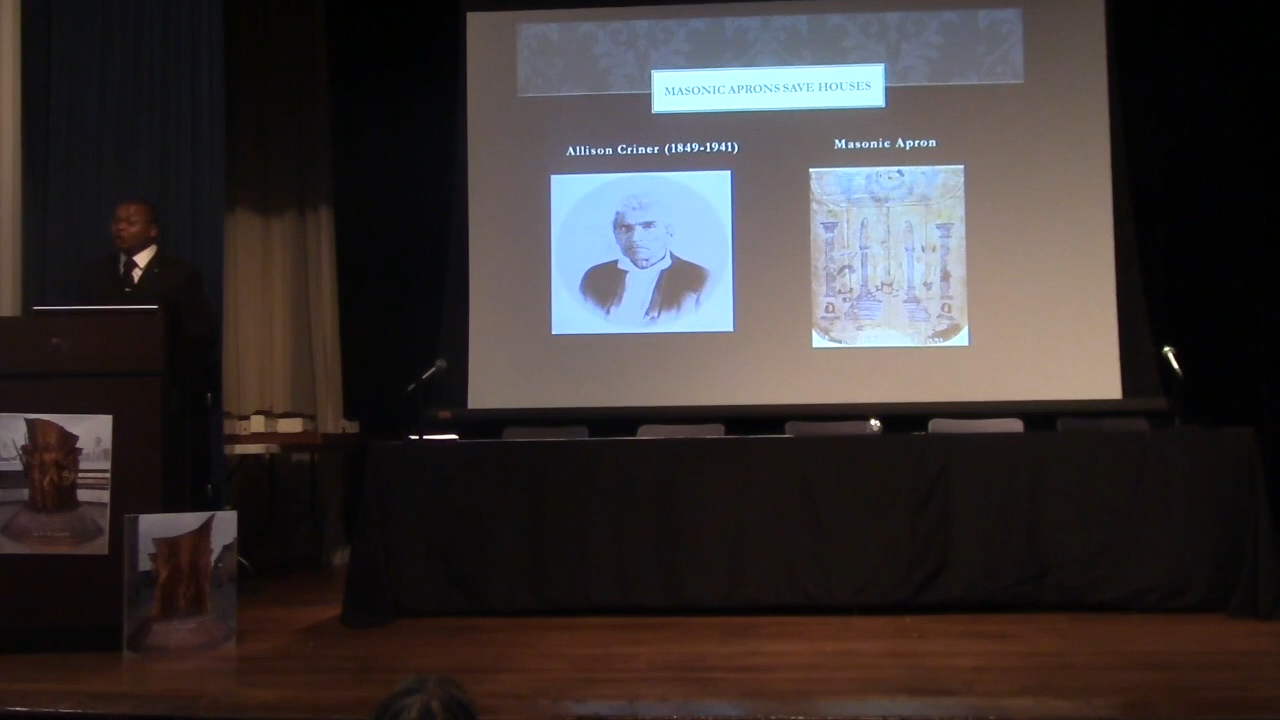 MASONIC APRONS SAVE HOUSES
Allison Criner (1849-1941)
Masonic Apron